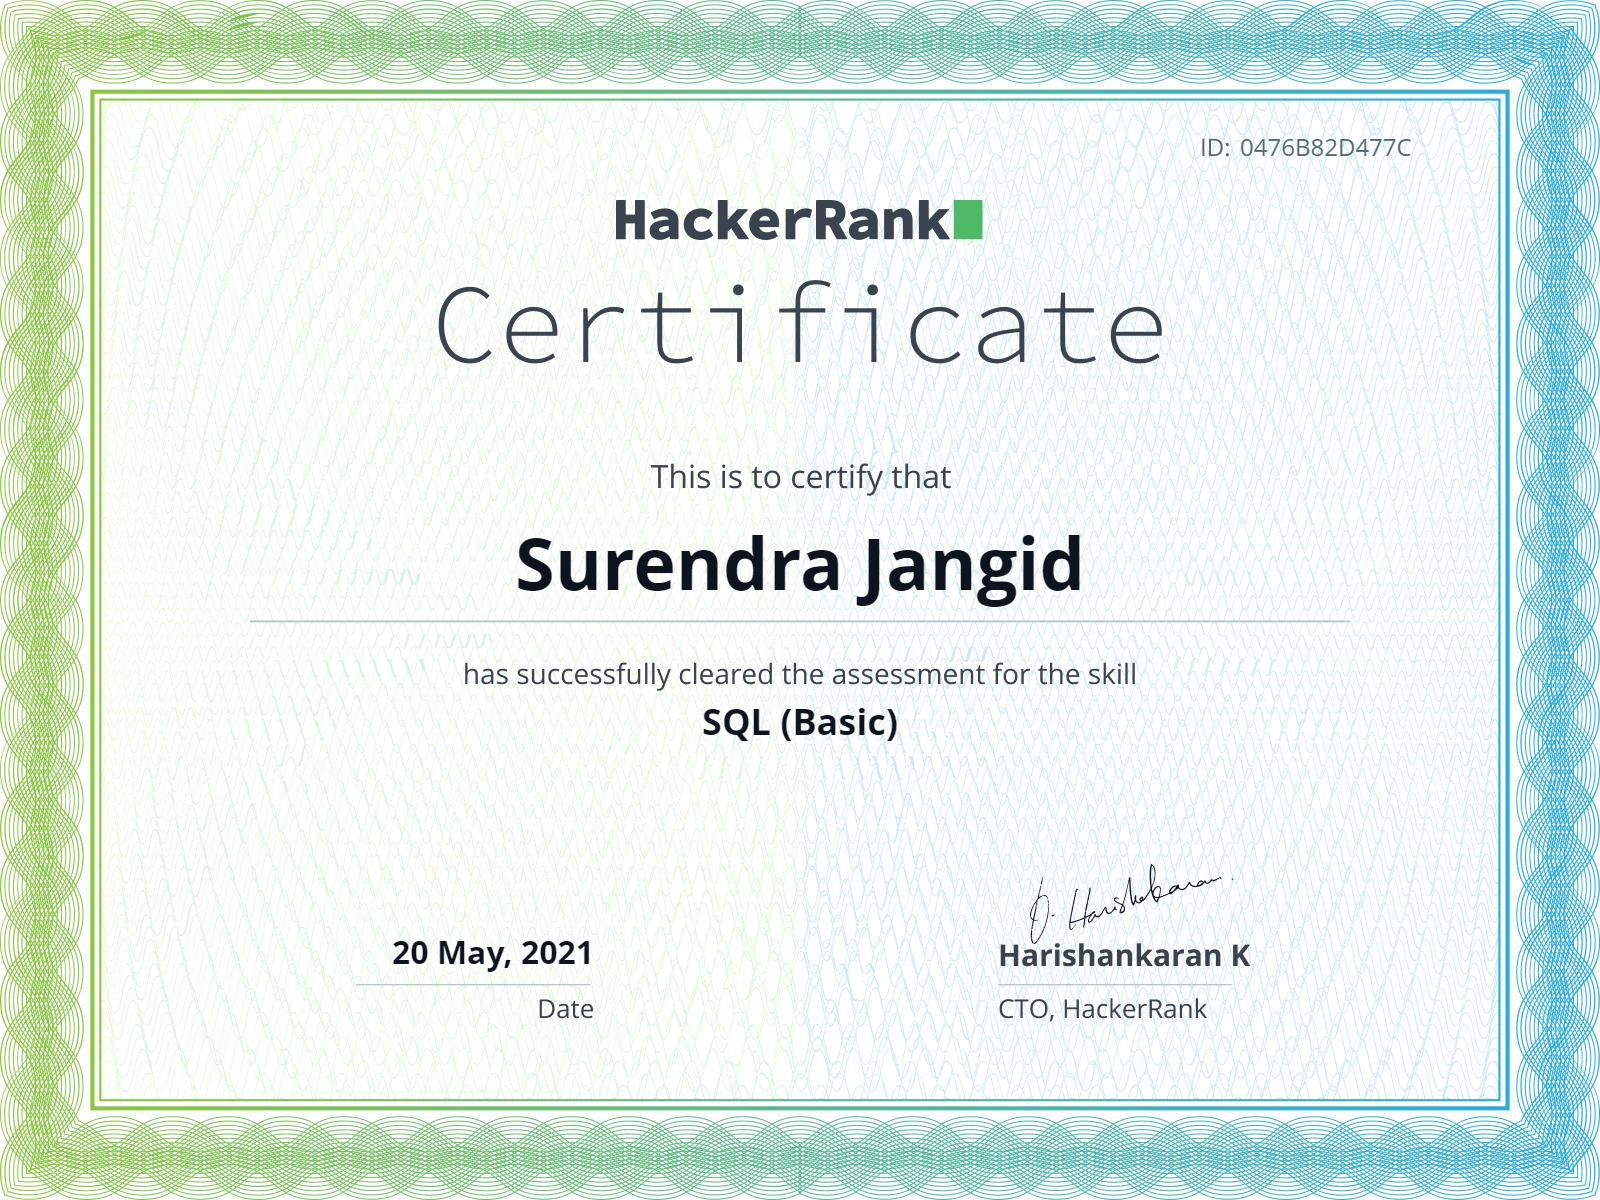 ID: 0476B82D477C
HackerRank
Certificate
This is to certify that
Surendra Jangid
has successfully cleared the assessment for the skill
SQL (Basic)
20 May, 2021
Date
Harishankaran K
CTO, HackerRank